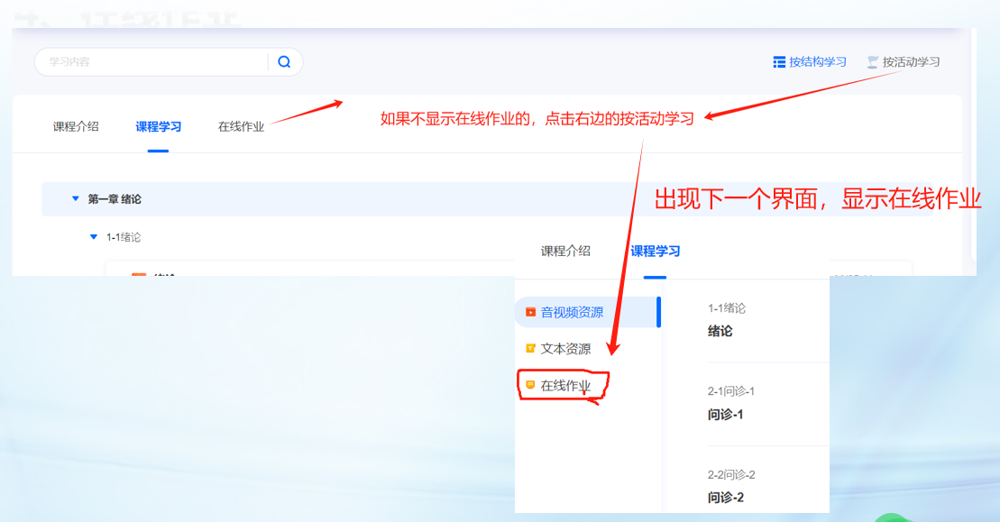 学习内容
按结构学习
按活动学习
课程介绍
课程学习
在线作业
如果不显示在线作业的，点击右边的按活动学习
第一章 绪论
出现下一个界面，显示在线作业
1-1绪论
课程介绍
课程学习
音视频资源
文本资源
在线作业
1-1绪论
绪论
2-1问诊-1
问诊-1
2-2问诊-2
问诊-2